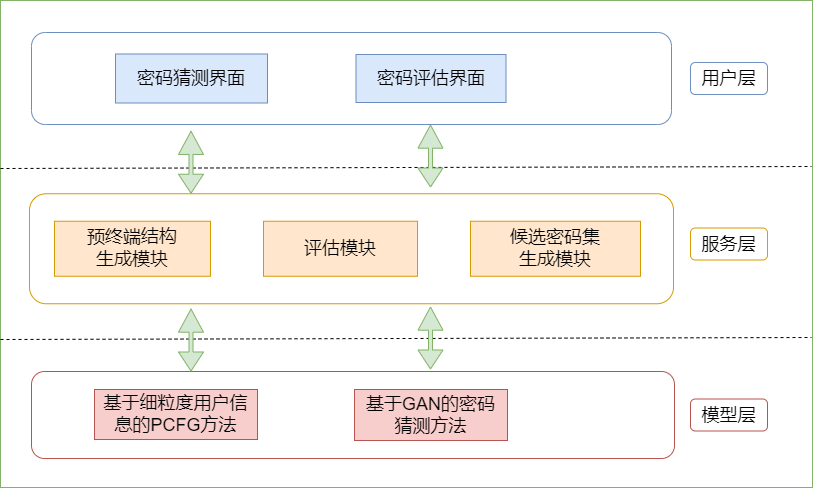 密码猜测界面
密码评估界面
用户层
预终端结构
生成模块
评估模块
候选密码集
生成模块
服务层
基于细粒度用户信
息的PCFG方法
基于GAN的密码
猜测方法
模型层